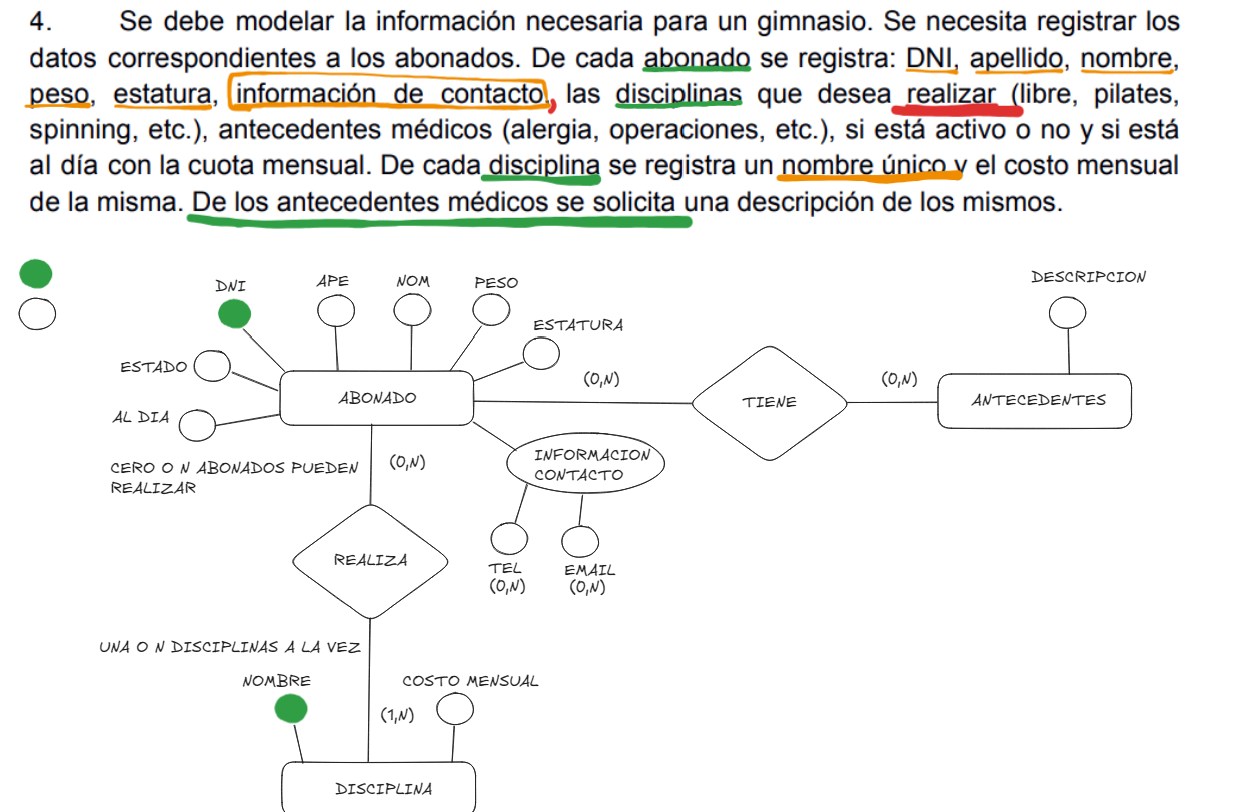 4. Se debe modelar la información necesaria para un gimnasio. Se necesita registrar los
datos correspondientes a los abonados. De cada abonado se registra: DNI, apellido, nombre,
peso, estatura, información de contacto, las disciplinas que desea realizar (libre, pilates,
spinning, etc.), antecedentes médicos (alergia, operaciones, etc.), si está activo o no y si está
al día con la cuota mensual. De cada disciplina se registra un nombre único y el costo mensual
de la misma. De los antecedentes médicos se solicita una descripción de los mismos.
DNI
APE
NOM
PESO
DESCRIPCION
ESTATURA
ESTADO
(0,N)
(0,N)
ABONADO
TIENE
ANTECEDENTES
AL DIA
CERO O N ABONADOS PUEDEN
REALIZAR
(0,N)
INFORMACION
CONTACTO
REALIZA
TEL
(0,N)
EMAIL
(0,N)
UNA O N DISCIPLINAS A LA VEZ
NOMBRE
COSTO MENSUAL
(1,N)
DISCIPLINA